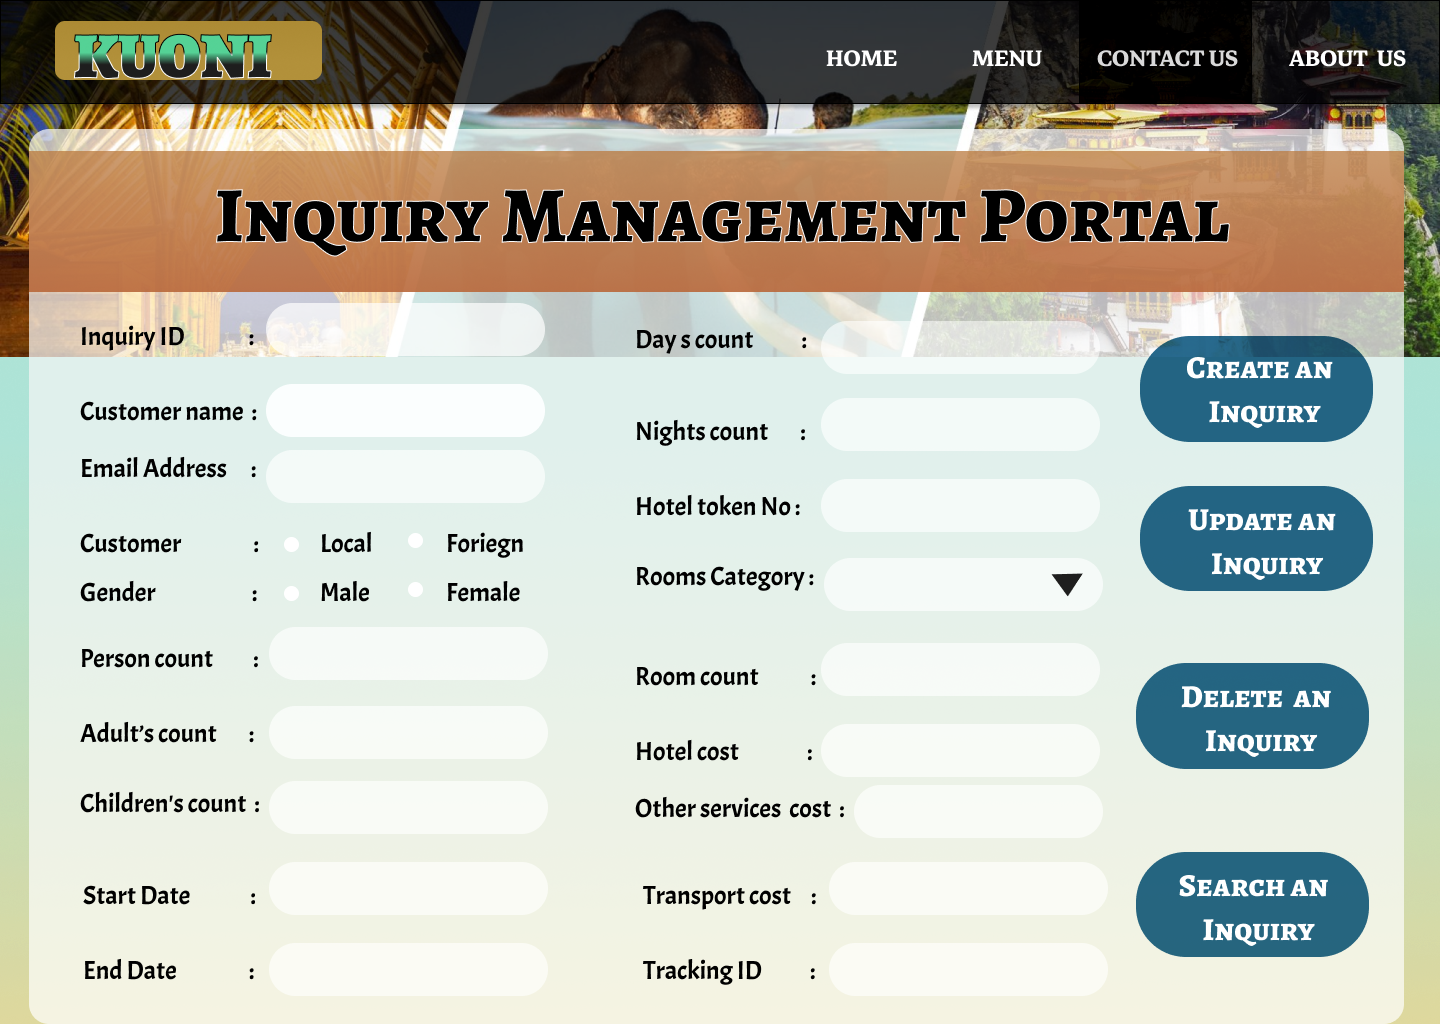 KUONI
HOME MENU CONTACT US ABOUT US
Inquiry Management Portal
Inquiry ID :
Customer name :
Email Address :
Customer : Local Foriegn
Gender : Male Female
Person count :
Adult’s count :
Children's count :
Start Date :
End Date :
Day s count :
Nights count :
Hotel token No :
Rooms Category :
Room count :
Hotel cost :
Other services cost :
Transport cost :
Tracking ID :
Create an
Inquiry
Update an
Inquiry
Delete an
Inquiry
Search an
Inquiry